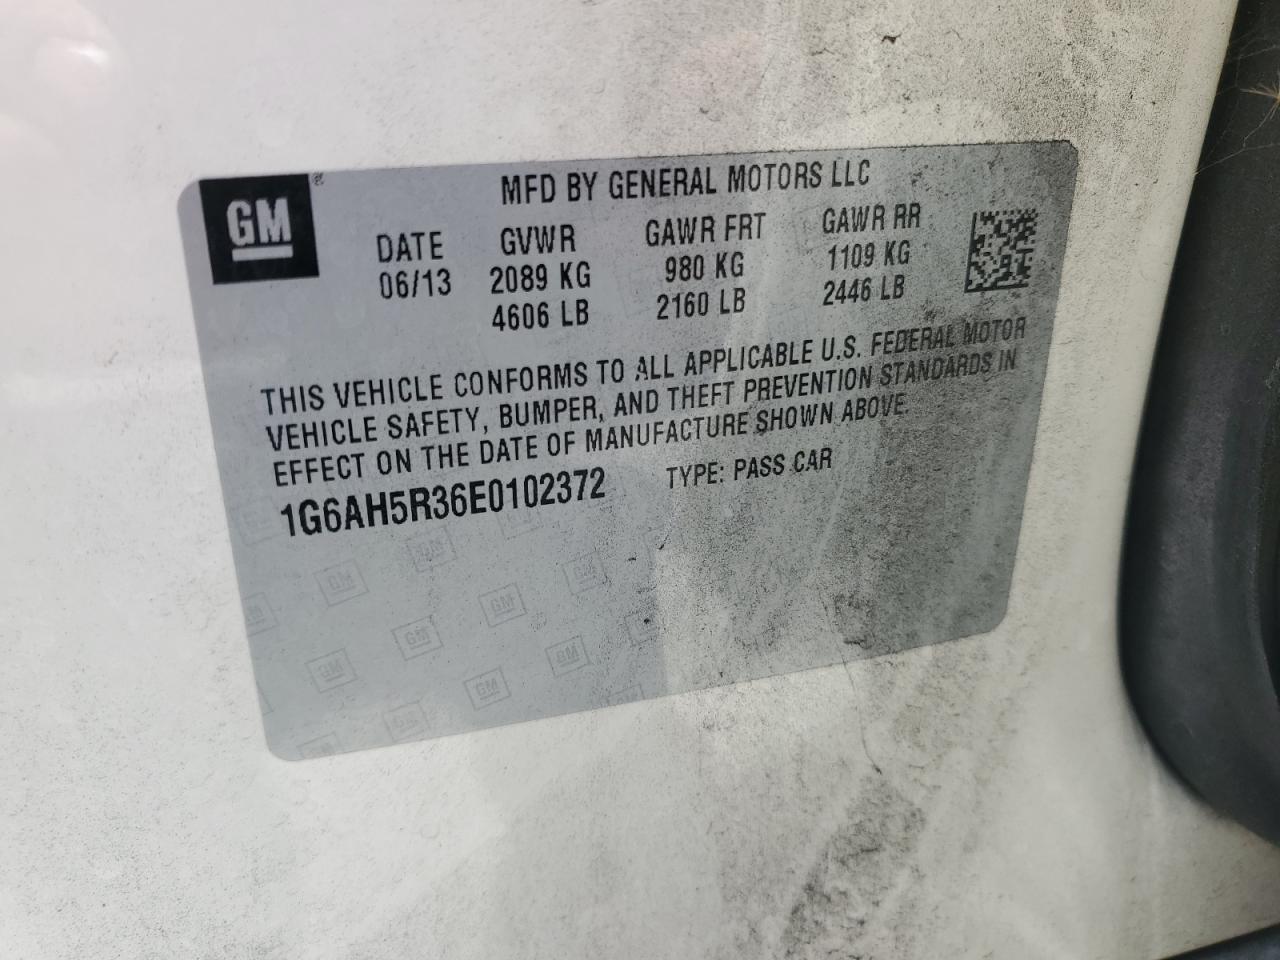 GM
MFD BY GENERAL MOTORS LLC
DATE GVWR GAWR FRT GAWR RR
06/13 2089 KG 980 KG 1109 KG
4606 LB 2160 LB 2446 LB
THIS VEHICLE CONFORMS TO ALL APPLICABLE U.S. FEDERAL MOTOR
VEHICLE SAFETY, BUMPER, AND THEFT PREVENTION STANDARDS IN
EFFECT ON THE DATE OF MANUFACTURE SHOWN ABOVE.
1G6AH5R36E0102372 TYPE: PASS CAR